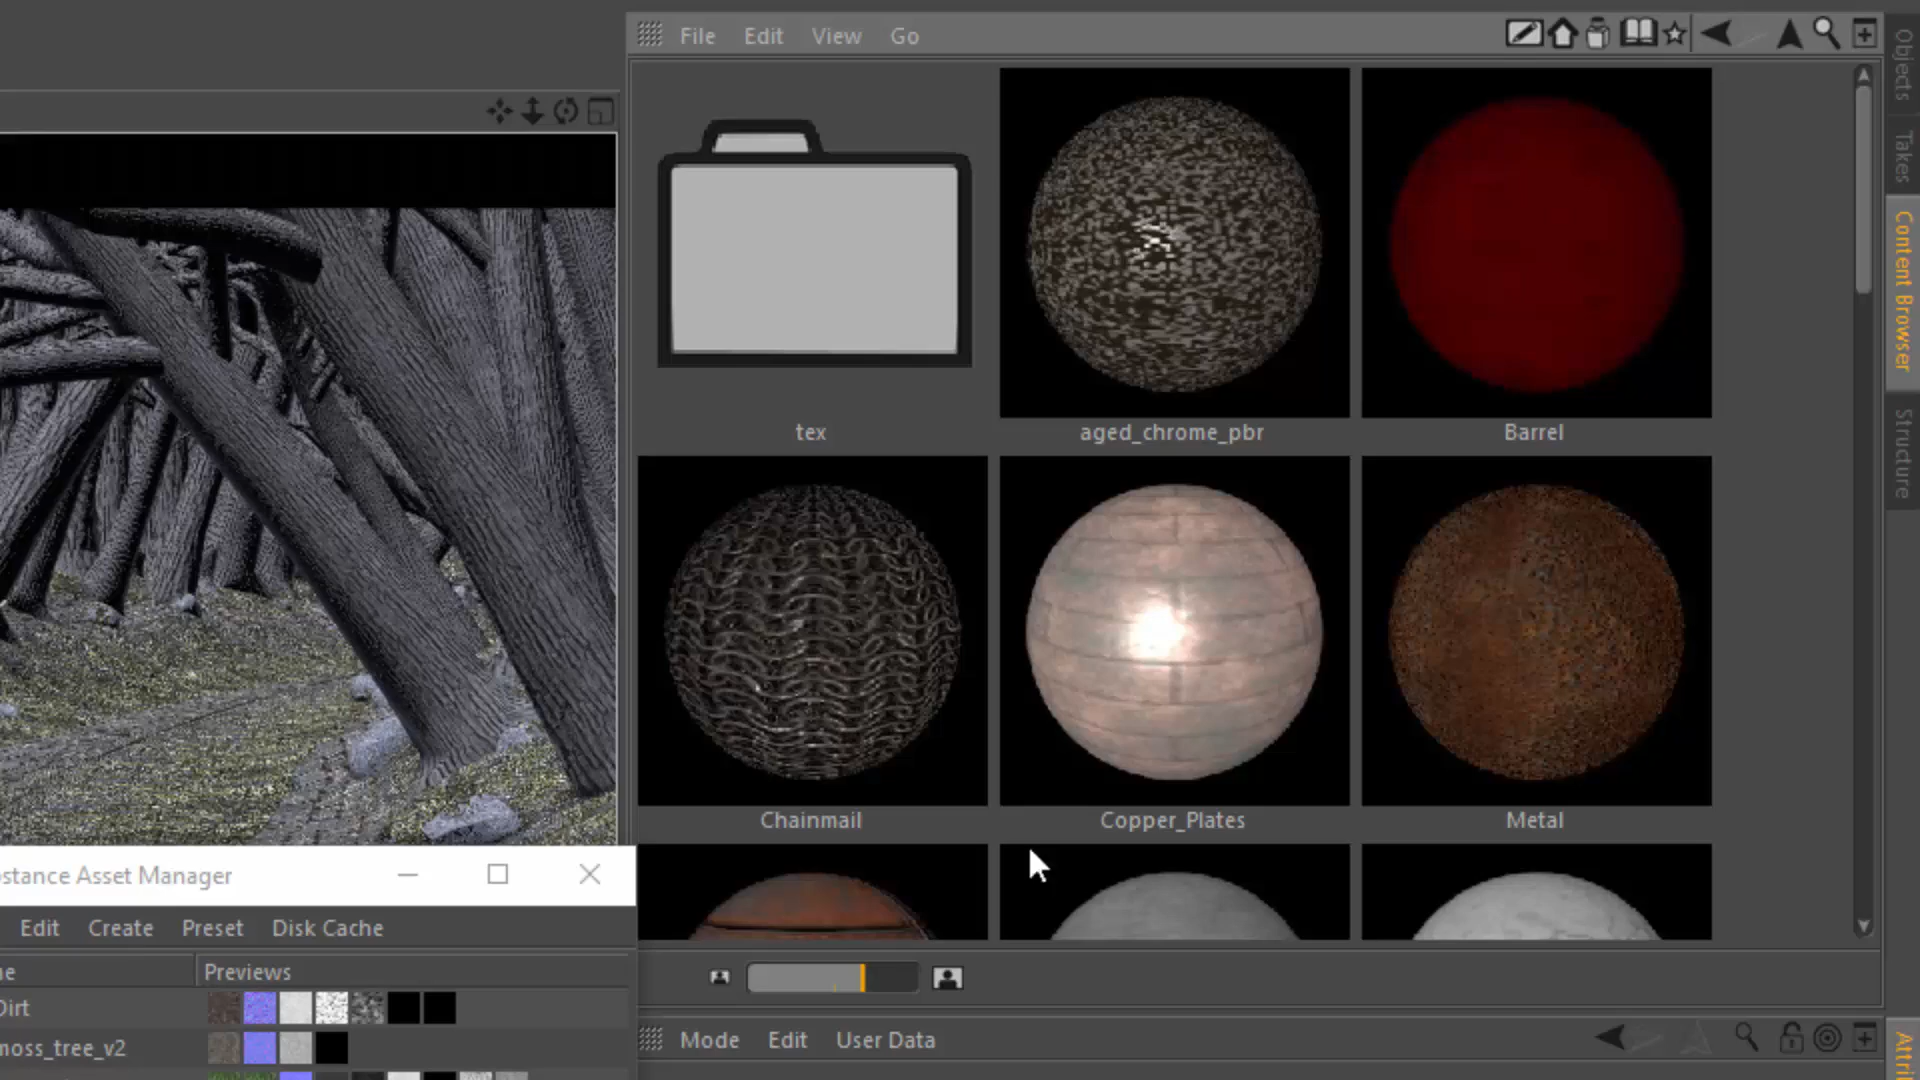 File Edit View Go
tex
aged_chrome_pbr
Barrel
Chainmail
Copper_Plates
Metal
Objects
Takes
Content Browser
Structure
stance Asset Manager
Edit Create Preset Disk Cache
Previews
Dirt
moss_tree_v2
Mode Edit User Data
Attri